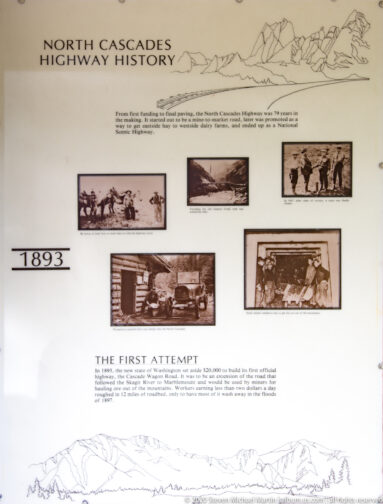 NORTH CASCADES
HIGHWAY HISTORY
From first funding to final paving, the North Cascades Highway was 79 years in
the making. It started out to be a mine-to-market road, later was promoted as a
way to get eastside hay to westside dairy farms, and ended up as a National
Scenic Highway.
1893
THE FIRST ATTEMPT
In 1893, the new state of Washington set aside $20,000 to build its first official
highway, the Cascade Wagon Road. It was to be an extension of the road that
followed the Skagit River to Marblemount and would be used by miners for
hauling ore out of the mountains. Workers earning less than two dollars a day
roughed in 12 miles of roadbed, only to have most of it wash away in the floods
of 1897.